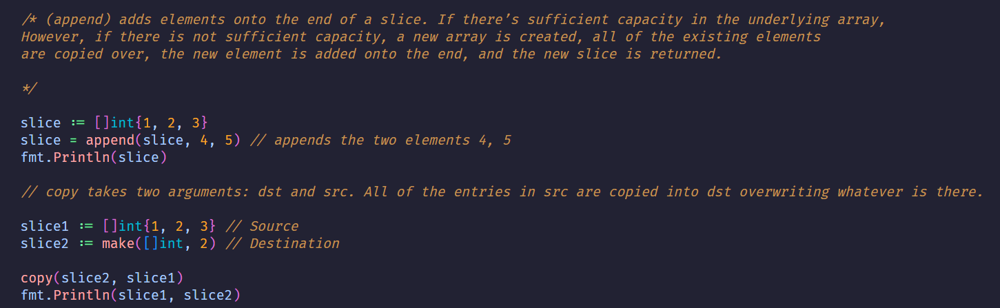 /* (append) adds elements onto the end of a slice. If there’s sufficient capacity in the underlying array,
However, if there is not sufficient capacity, a new array is created, all of the existing elements
are copied over, the new element is added onto the end, and the new slice is returned.
*/
slice := []int{1, 2, 3}
slice = append(slice, 4, 5) // appends the two elements 4, 5
fmt.Println(slice)
// copy takes two arguments: dst and src. All of the entries in src are copied into dst overwriting whatever is there.
slice1 := []int{1, 2, 3} // Source
slice2 := make([]int, 2) // Destination
copy(slice2, slice1)
fmt.Println(slice1, slice2)